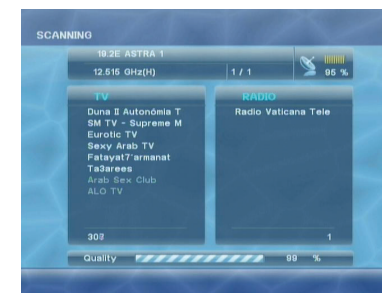 SCANNING
19.2E ASTRA 1
12.515 GHz(H)
1 / 1
95 %
TV
RADIO
Duna II Autonómia T
Radio Vaticana Tele
SM TV - Supreme M
Eurotic TV
Sexy Arab TV
Fatayat7'armanat
Ta3arees
Arab Sex Club
ALO TV
309
1
Quality
99 %